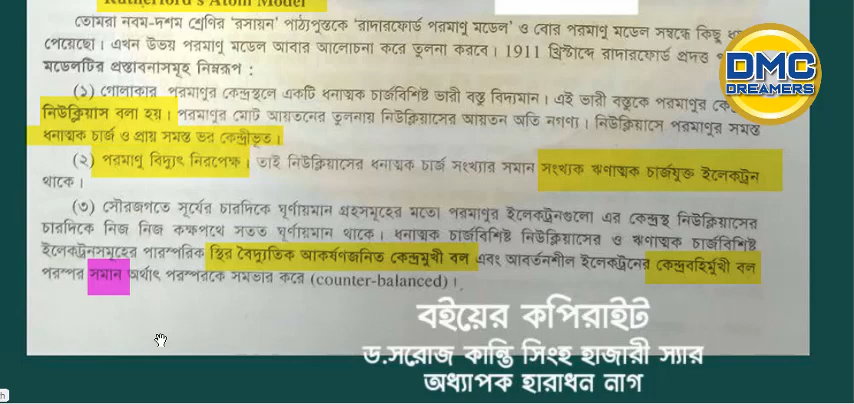 Rutherford's Atom Model
তোমরা নবম-দশম শ্রেণির 'রসায়ন' পাঠ্যপুস্তকে 'রাদারফোর্ড পরমাণু মডেল' ও বোর পরমাণু মডেল সম্বন্ধে কিছু
পেয়েছো। এখন উভয় পরমাণু মডেল আবার আলোচনা করে তুলনা করবে। 1911 খ্রিস্টাব্দে রাদারফোর্ড প্রদত্ত
মডেলটির প্রস্তাবনাসমূহ নিম্নরূপ :
(১) গোলাকার পরমাণুর কেন্দ্রস্থলে একটি ধনাত্মক চার্জবিশিষ্ট ভারী বস্তু বিদ্যমান। এই ভারী বস্তুকে পরমাণুর
নিউক্লিয়াস বলা হয়। পরমাণুর মোট আয়তনের তুলনায় নিউক্লিয়াসের আয়তন অতি নগণ্য। নিউক্লিয়াসে পরমাণুর সমস্ত
ধনাত্মক চার্জ ও প্রায় সমস্ত ভর কেন্দ্রীভূত।
(২) পরমাণু বিদ্যুৎ নিরপেক্ষ। তাই নিউক্লিয়াসের ধনাত্মক চার্জ সংখ্যার সমান সংখ্যক ঋণাত্মক চার্জযুক্ত ইলেকট্রন
থাকে।
(৩) সৌরজগতে সূর্যের চারদিকে ঘূর্ণায়মান গ্রহসমূহের মতো পরমাণুর ইলেকট্রনগুলো এর কেন্দ্রস্থ নিউক্লিয়াসের
চারদিকে নিজ নিজ কক্ষপথে সতত ঘূর্ণায়মান থাকে। ধনাত্মক চার্জবিশিষ্ট নিউক্লিয়াসের ও ঋণাত্মক চার্জবিশিষ্ট
ইলেকট্রনসমূহের পারস্পরিক স্থির বৈদ্যুতিক আকর্ষণজনিত কেন্দ্রমুখী বল এবং আবর্তনশীল ইলেকট্রনের কেন্দ্রবহির্মুখী বল
পরস্পর সমান অর্থাৎ পরস্পরকে সমভার করে (counter-balanced)।
DMC
DREAMERS
বইয়ের কপিরাইট
ড.সরোজ কান্তি সিংহ হাজারী স্যার
অধ্যাপক হারাধন নাগ